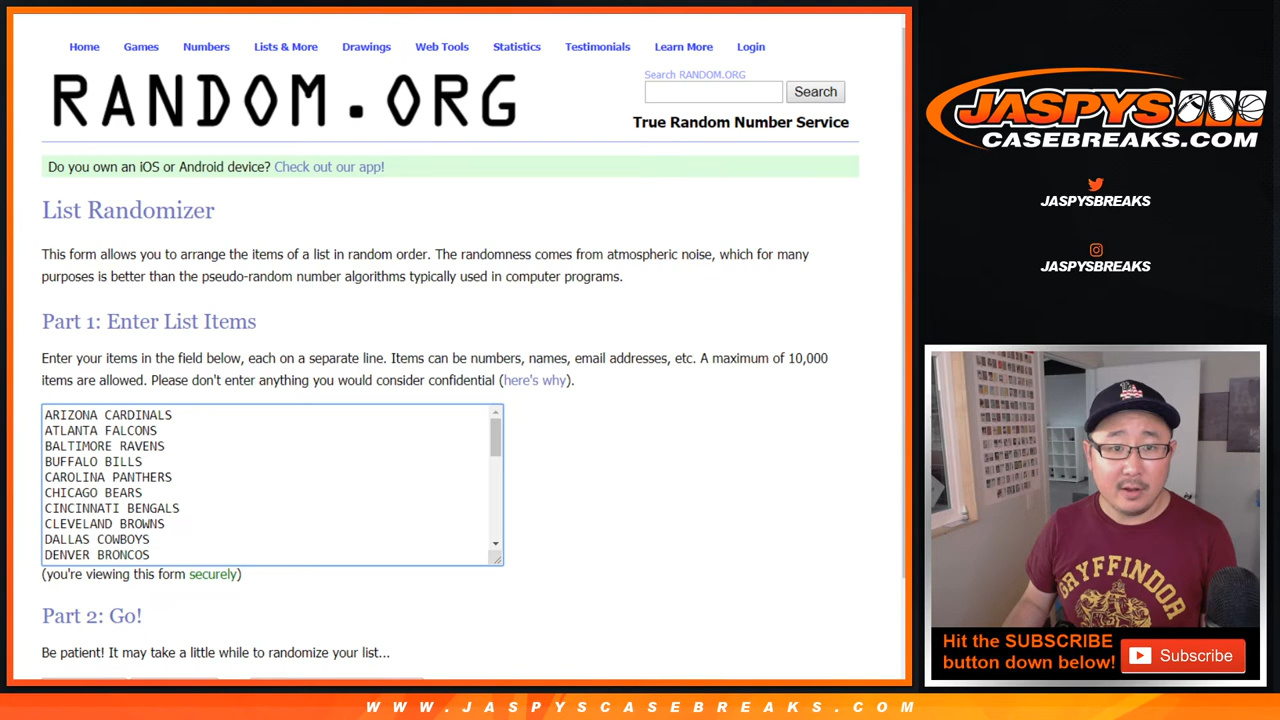 Home Games Numbers Lists & More Drawings Web Tools Statistics Testimonials Learn More Login
RANDOM.ORG
Search RANDOM.ORG
Search
True Random Number Service
Do you own an iOS or Android device? Check out our app!
List Randomizer
This form allows you to arrange the items of a list in random order. The randomness comes from atmospheric noise, which for many
purposes is better than the pseudo-random number algorithms typically used in computer programs.
Part 1: Enter List Items
Enter your items in the field below, each on a separate line. Items can be numbers, names, email addresses, etc. A maximum of 10,000
items are allowed. Please don't enter anything you would consider confidential (here's why).
ARIZONA CARDINALS
ATLANTA FALCONS
BALTIMORE RAVENS
BUFFALO BILLS
CAROLINA PANTHERS
CHICAGO BEARS
CINCINNATI BENGALS
CLEVELAND BROWNS
DALLAS COWBOYS
DENVER BRONCOS
(you're viewing this form securely)
Part 2: Go!
Be patient! It may take a little while to randomize your list...
JASPYS
CASEBREAKS.COM
JASPYSBREAKS
JASPYSBREAKS
GRYFFINDOR
Hit the SUBSCRIBE
button down below!
Subscribe
WWW.JASPYSCASEBREAKS.COM